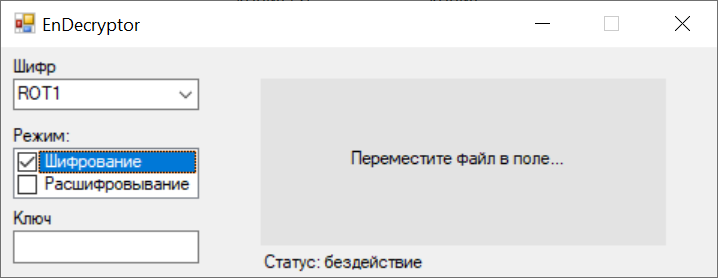 EnDecryptor
Шифр
ROT1
Режим:
Шифрование
Расшифровывание
Ключ
Переместите файл в поле...
Статус: бездействие